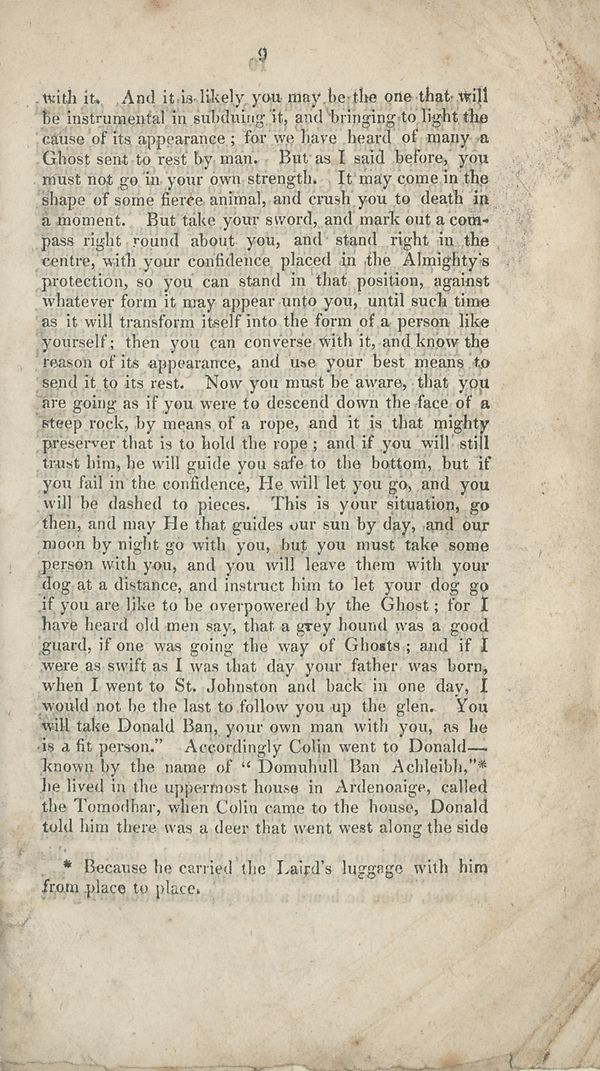 9
with it. And it is likely you may be the one that will
be instrumental in subduing it, and bringing to light the
cause of its appearance ; for we have heard of many a
Ghost sent to rest by man. But as I said before, you
must not go in your own strength. It may come in the
shape of some fierce animal, and crush you to death in
a moment. But take your sword, and mark out a com-
pass right round about you, and stand right in the
centre, with your confidence placed in the Almighty's
protection, so you can stand in that position, against
whatever form it may appear unto you, until such time
as it will transform itself into the form of a person like
yourself; then you can converse with it, and know the
reason of its appearance, and use your best means to
send it to its rest. Now you must be aware, that you
are going as if you were to descend down the face of a
steep rock, by means of a rope, and it is that mighty
preserver that is to hold the rope ; and if you will still
trust him, he will guide you safe to the bottom, but if
you fail in the confidence, He will let you go, and you
will be dashed to pieces. This is your situation, go
then, and may He that guides our sun by day, and our
moon by night go with you, but you must take some
person with you, and you will leave them with your
dog at a distance, and instruct him to let your dog go
if you are like to be overpowered by the Ghost ; for I
have heard old men say, that a grey hound was a good
guard, if one was going the way of Ghosts ; and if I
were as swift as I was that day your father was born,
when I went to St. Johnston and back in one day, I
would not be the last to follow you up the glen. You
will take Donald Ban, your own man with you, as he
is a fit person.” Accordingly Colin went to Donald—
known by the name of “ Domuhull Ban Achleibh,”*
he lived in the uppermost house in Ardenoaige, called
the Tomodhar, when Colin came to the house, Donald
told him there was a deer that went west along the side
* Because he carried the Laird's luggage with him
from place to place.